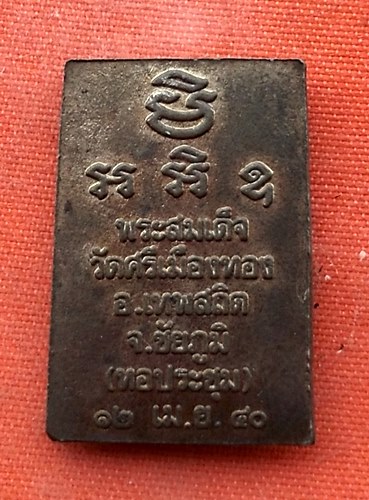 พระสมเด็จ
วัดศรีเมืองทอง
อ.เทพสถิต
จ.ชัยภูมิ
(หอประชุม)
๑๒ เม.ย. ๔๐